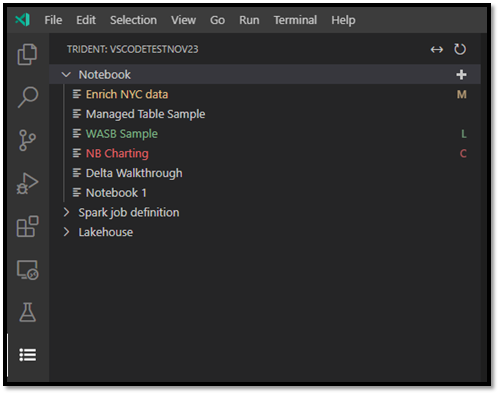 File Edit Selection View Go Run Terminal Help
TRIDENT: VSCODETESTNOV23
Notebook
Enrich NYC data M
Managed Table Sample
WASB Sample L
NB Charting C
Delta Walkthrough
Notebook 1
Spark job definition
Lakehouse